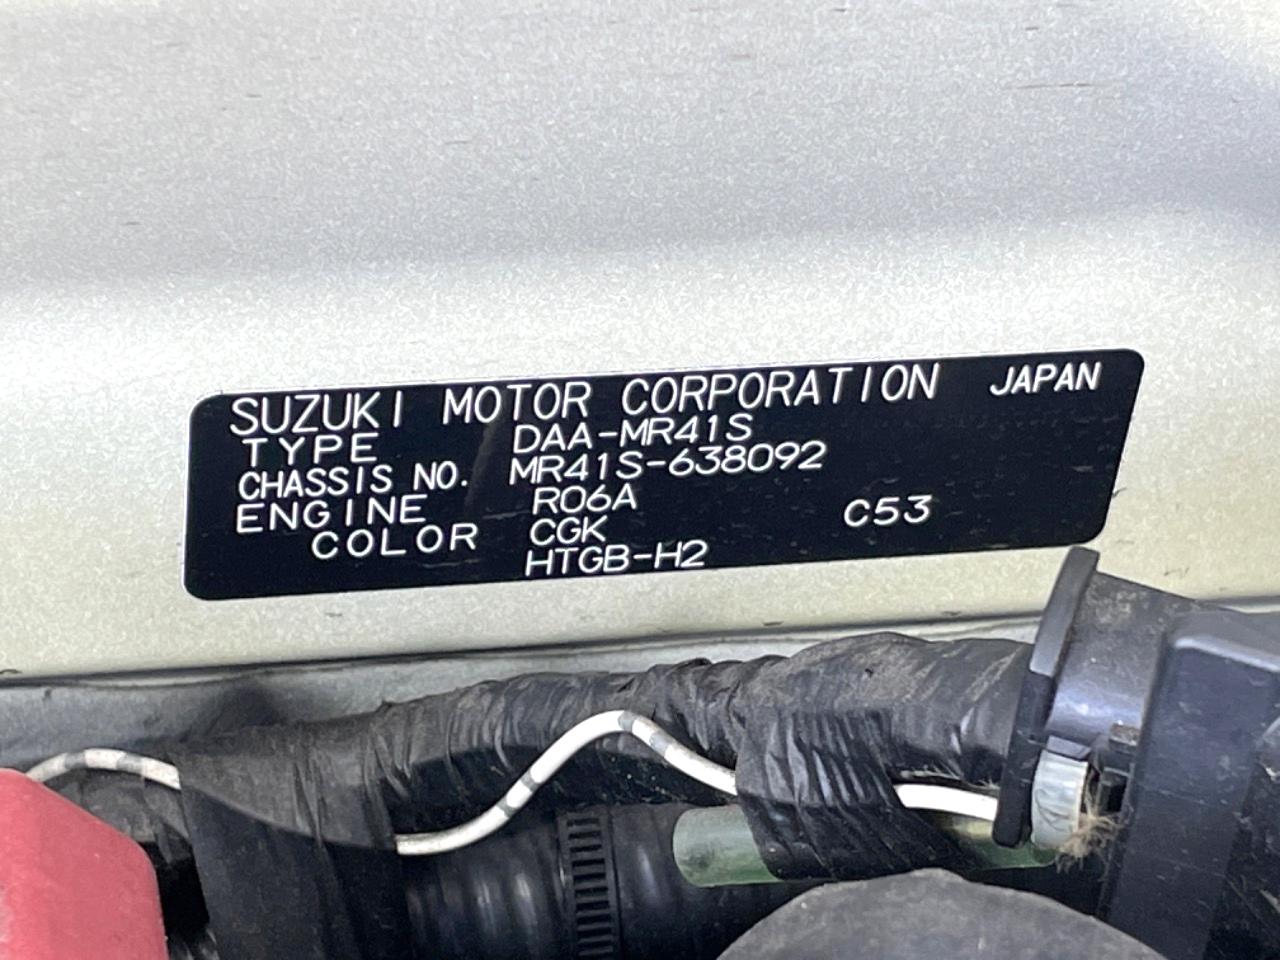 SUZUKI MOTOR CORPORATION JAPAN
TYPE DAA-MR41S
CHASSIS NO. MR41S-638092
ENGINE R06A
COLOR CGK C53
HTGB-H2